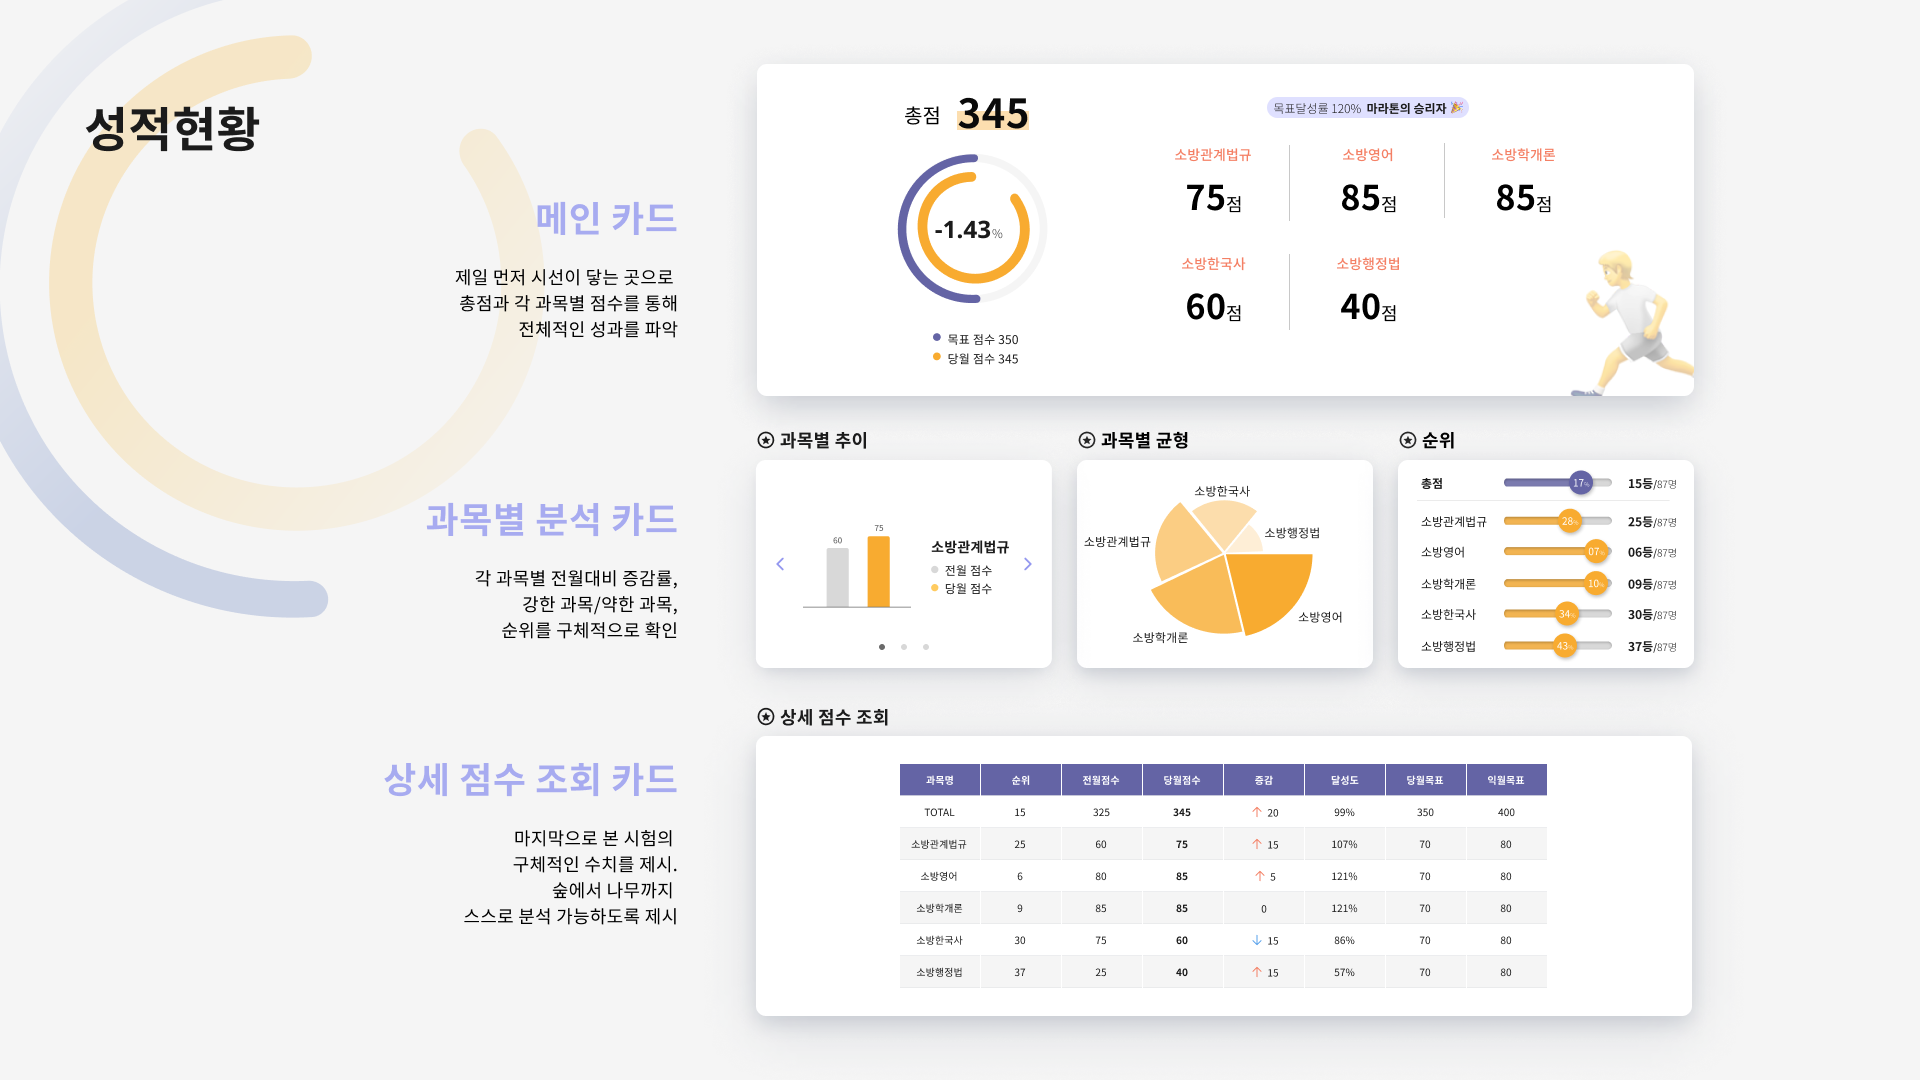 성적현황
메인 카드
제일 먼저 시선이 닿는 곳으로
총점과 각 과목별 점수를 통해
전체적인 성과를 파악
과목별 분석 카드
각 과목별 전월대비 증감률,
강한 과목/약한 과목,
순위를 구체적으로 확인
상세 점수 조회 카드
마지막으로 본 시험의
구체적인 수치를 제시.
숲에서 나무까지
스스로 분석 가능하도록 제시
총점 345
-1.43%
목표 점수 350
당월 점수 345
목표달성률 120% 마라톤의 승리자 🎉
소방관계법규 소방영어 소방학개론
75점 85점 85점
소방한국사 소방행정법
60점 40점
과목별 추이
60 75
소방관계법규
전월 점수
당월 점수
과목별 균형
소방한국사
소방행정법
소방관계법규
소방영어
소방학개론
순위
총점 17% 15등/87명
소방관계법규 28% 25등/87명
소방영어 07% 06등/87명
소방학개론 10% 09등/87명
소방한국사 34% 30등/87명
소방행정법 43% 37등/87명
상세 점수 조회
과목명 순위 전월점수 당월점수 증감 달성도 당월목표 익월목표
TOTAL 15 325 345 ↑ 20 99% 350 400
소방관계법규 25 60 75 ↑ 15 107% 70 80
소방영어 6 80 85 ↑ 5 121% 70 80
소방학개론 9 85 85 0 121% 70 80
소방한국사 30 75 60 ↓ 15 86% 70 80
소방행정법 37 25 40 ↑ 15 57% 70 80